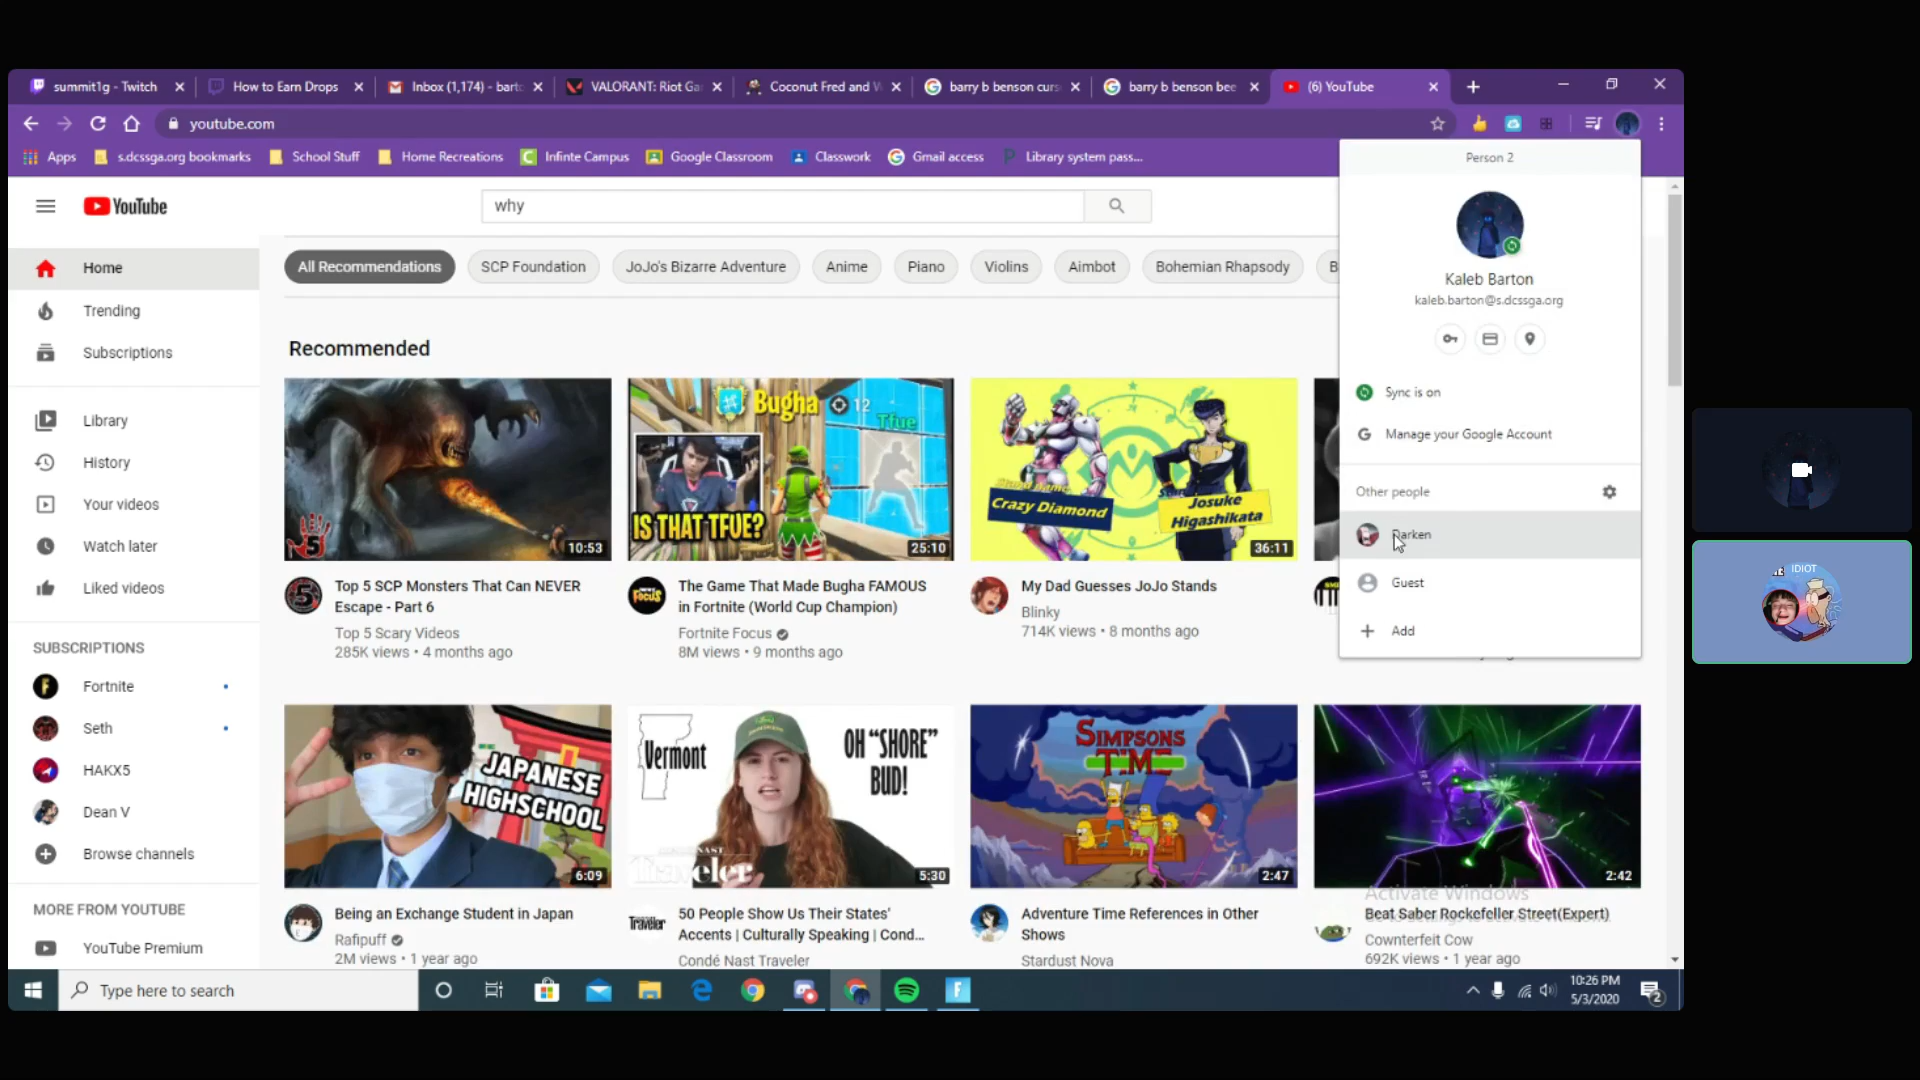 summit1g - Twitch
How to Earn Drops
Inbox (1,174) - barto
VALORANT: Riot Ga
Coconut Fred and W
barry b benson curs
barry b benson bee
(6) YouTube
youtube.com
Apps
s.dcssga.org bookmarks
School Stuff
Home Recreations
Infinte Campus
Google Classroom
Classwork
Gmail access
Library system pass...
YouTube
why
Home
Trending
Subscriptions
Library
History
Your videos
Watch later
Liked videos
SUBSCRIPTIONS
Fortnite
Seth
HAKX5
Dean V
Browse channels
MORE FROM YOUTUBE
YouTube Premium
All Recommendations
SCP Foundation
JoJo's Bizarre Adventure
Anime
Piano
Violins
Aimbot
Bohemian Rhapsody
B
Recommended
5
10:53
Top 5 SCP Monsters That Can NEVER
Escape - Part 6
Top 5 Scary Videos
285K views • 4 months ago
Bugha
12
Tfue
IS THAT TFUE?
25:10
The Game That Made Bugha FAMOUS
in Fortnite (World Cup Champion)
Fortnite Focus
8M views • 9 months ago
Stand Name
Crazy Diamond
Josuke
Higashikata
36:11
My Dad Guesses JoJo Stands
Blinky
714K views • 8 months ago
JAPANESE
HIGHSCHOOL
6:09
Being an Exchange Student in Japan
Rafipuff
2M views • 1 year ago
Vermont
OH “SHORE”
BUD!
Traveler
5:30
50 People Show Us Their States'
Accents | Culturally Speaking | Cond...
Condé Nast Traveler
SIMPSONS
TIME
2:47
Adventure Time References in Other
Shows
Stardust Nova
2:42
Activate Windows
Beat Saber Rockefeller Street(Expert)
Cownterfeit Cow
692K views • 1 year ago
Person 2
Kaleb Barton
kaleb.barton@s.dcssga.org
Sync is on
Manage your Google Account
Other people
Darken
Guest
Add
IDIOT
Type here to search
10:26 PM
5/3/2020
2